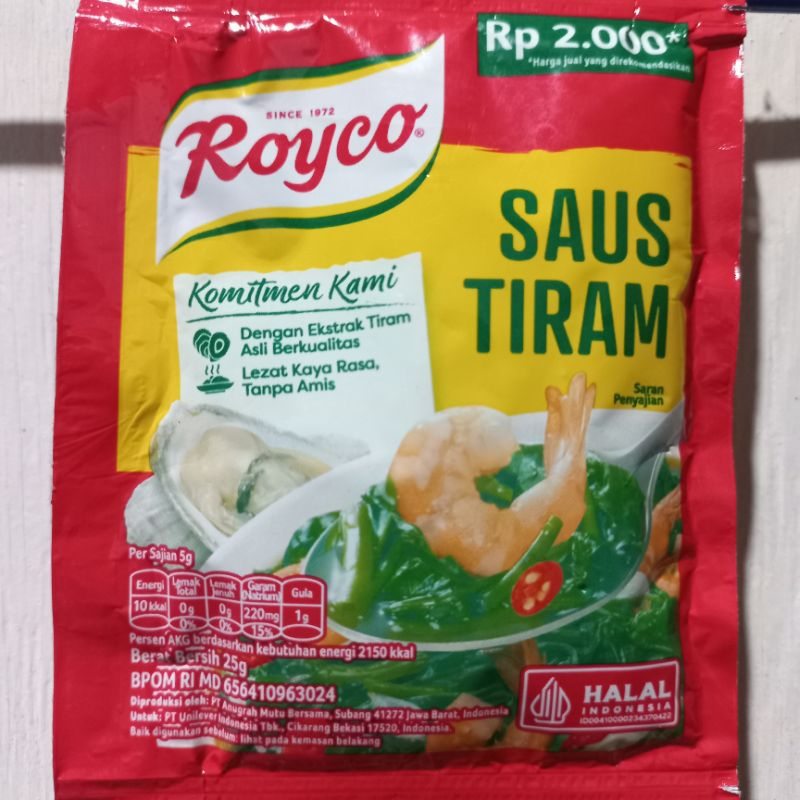 Rp 2.000*
*Harga jual yang direkomendasikan
SINCE 1972
Royco®
SAUS
TIRAM
Komitmen Kami
Dengan Ekstrak Tiram
Asli Berkualitas
Lezat Kaya Rasa,
Tanpa Amis
Saran
Penyajian
Per Sajian 5g
Energi Lemak Total Lemak Jenuh Garam (Natrium) Gula
10 kkal 0 g 0 g 220mg 1 g
0% 0% 15%
Persen AKG berdasarkan kebutuhan energi 2150 kkal
Berat Bersih 25g
BPOM RI MD 656410963024
Diproduksi oleh: PT Anugrah Mutu Bersama, Subang 41272 Jawa Barat, Indonesia
Untuk: PT Unilever Indonesia Tbk., Cikarang Bekasi 17520, Indonesia.
Baik digunakan sebelum: lihat pada kemasan belakang
HALAL
INDONESIA
ID00410000234370422